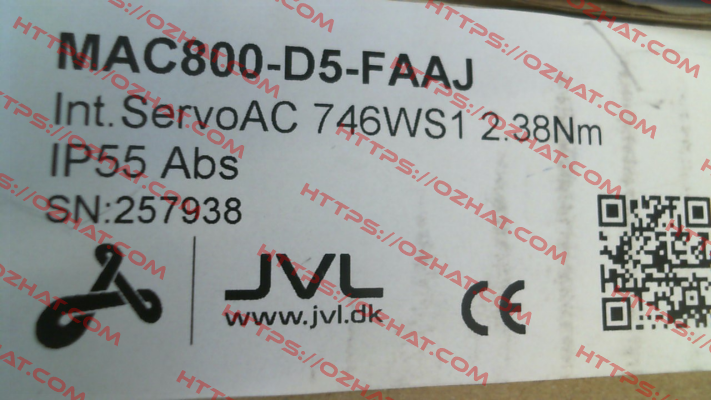 MAC800-D5-FAAJ
Int. ServoAC 746WS1 2.38Nm
IP55 Abs
SN:257938
JVL
www.jvl.dk
CE
HTTPS://OZHAT.COM